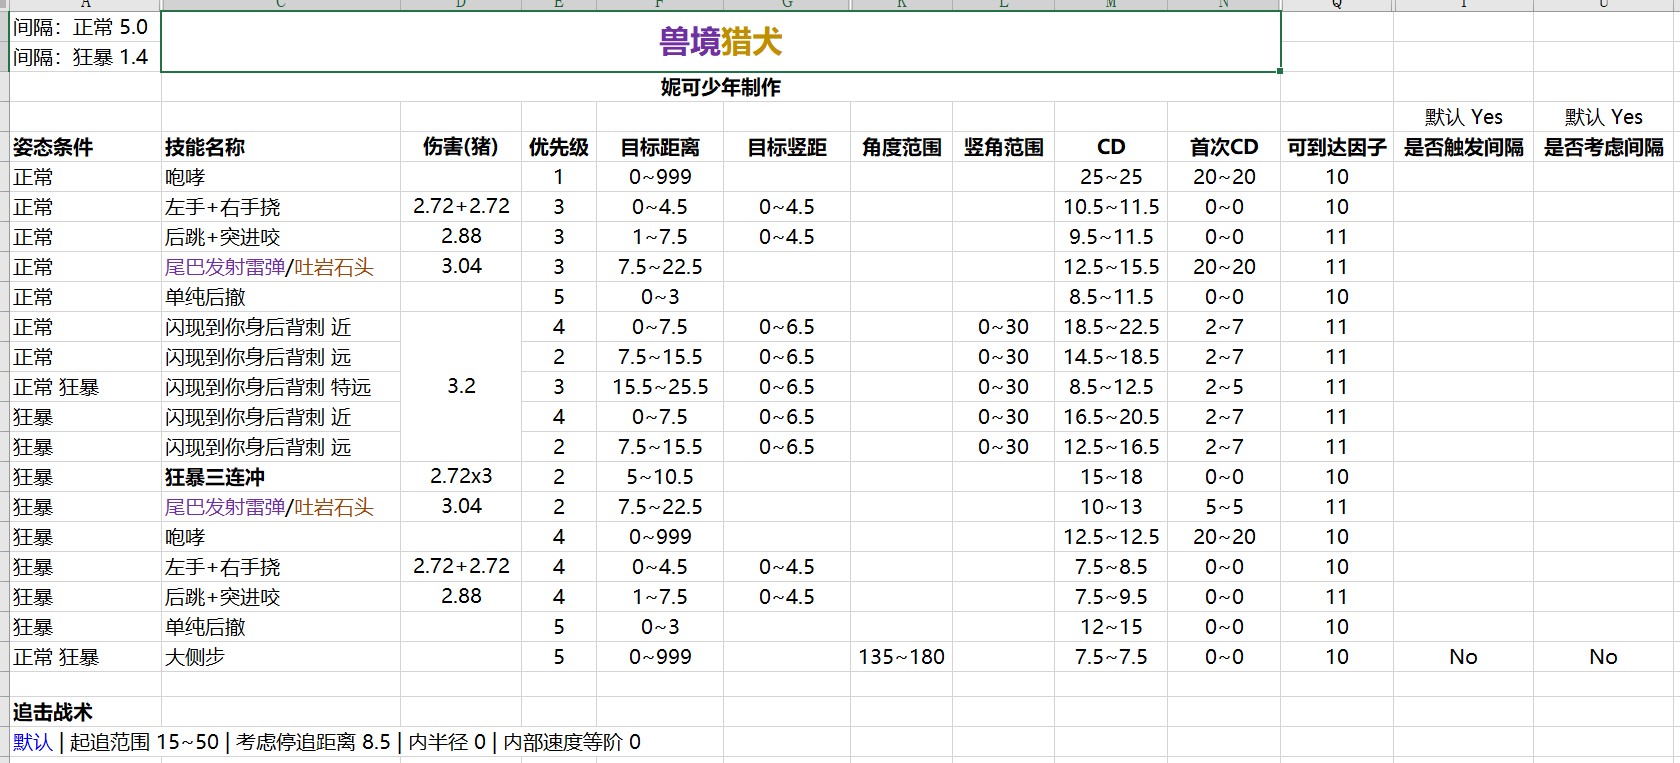 A C D E F G K L M N Q T U
间隔：正常 5.0
间隔：狂暴 1.4
兽境猎犬
妮可少年制作
默认 Yes 默认 Yes
姿态条件 技能名称 伤害(猪) 优先级 目标距离 目标竖距 角度范围 竖角范围 CD 首次CD 可到达因子 是否触发间隔 是否考虑间隔
正常 咆哮 1 0~999 25~25 20~20 10
正常 左手+右手挠 2.72+2.72 3 0~4.5 0~4.5 10.5~11.5 0~0 10
正常 后跳+突进咬 2.88 3 1~7.5 0~4.5 9.5~11.5 0~0 11
正常 尾巴发射雷弹/吐岩石头 3.04 3 7.5~22.5 12.5~15.5 20~20 11
正常 单纯后撤 5 0~3 8.5~11.5 0~0 10
正常 闪现到你身后背刺 近 4 0~7.5 0~6.5 0~30 18.5~22.5 2~7 11
正常 闪现到你身后背刺 远 2 7.5~15.5 0~6.5 0~30 14.5~18.5 2~7 11
正常 狂暴 闪现到你身后背刺 特远 3.2 3 15.5~25.5 0~6.5 0~30 8.5~12.5 2~5 11
狂暴 闪现到你身后背刺 近 4 0~7.5 0~6.5 0~30 16.5~20.5 2~7 11
狂暴 闪现到你身后背刺 远 2 7.5~15.5 0~6.5 0~30 12.5~16.5 2~7 11
狂暴 狂暴三连冲 2.72x3 2 5~10.5 15~18 0~0 10
狂暴 尾巴发射雷弹/吐岩石头 3.04 2 7.5~22.5 10~13 5~5 11
狂暴 咆哮 4 0~999 12.5~12.5 20~20 10
狂暴 左手+右手挠 2.72+2.72 4 0~4.5 0~4.5 7.5~8.5 0~0 10
狂暴 后跳+突进咬 2.88 4 1~7.5 0~4.5 7.5~9.5 0~0 11
狂暴 单纯后撤 5 0~3 12~15 0~0 10
正常 狂暴 大侧步 5 0~999 135~180 7.5~7.5 0~0 10 No No
追击战术
默认 | 起追范围 15~50 | 考虑停追距离 8.5 | 内半径 0 | 内部速度等阶 0